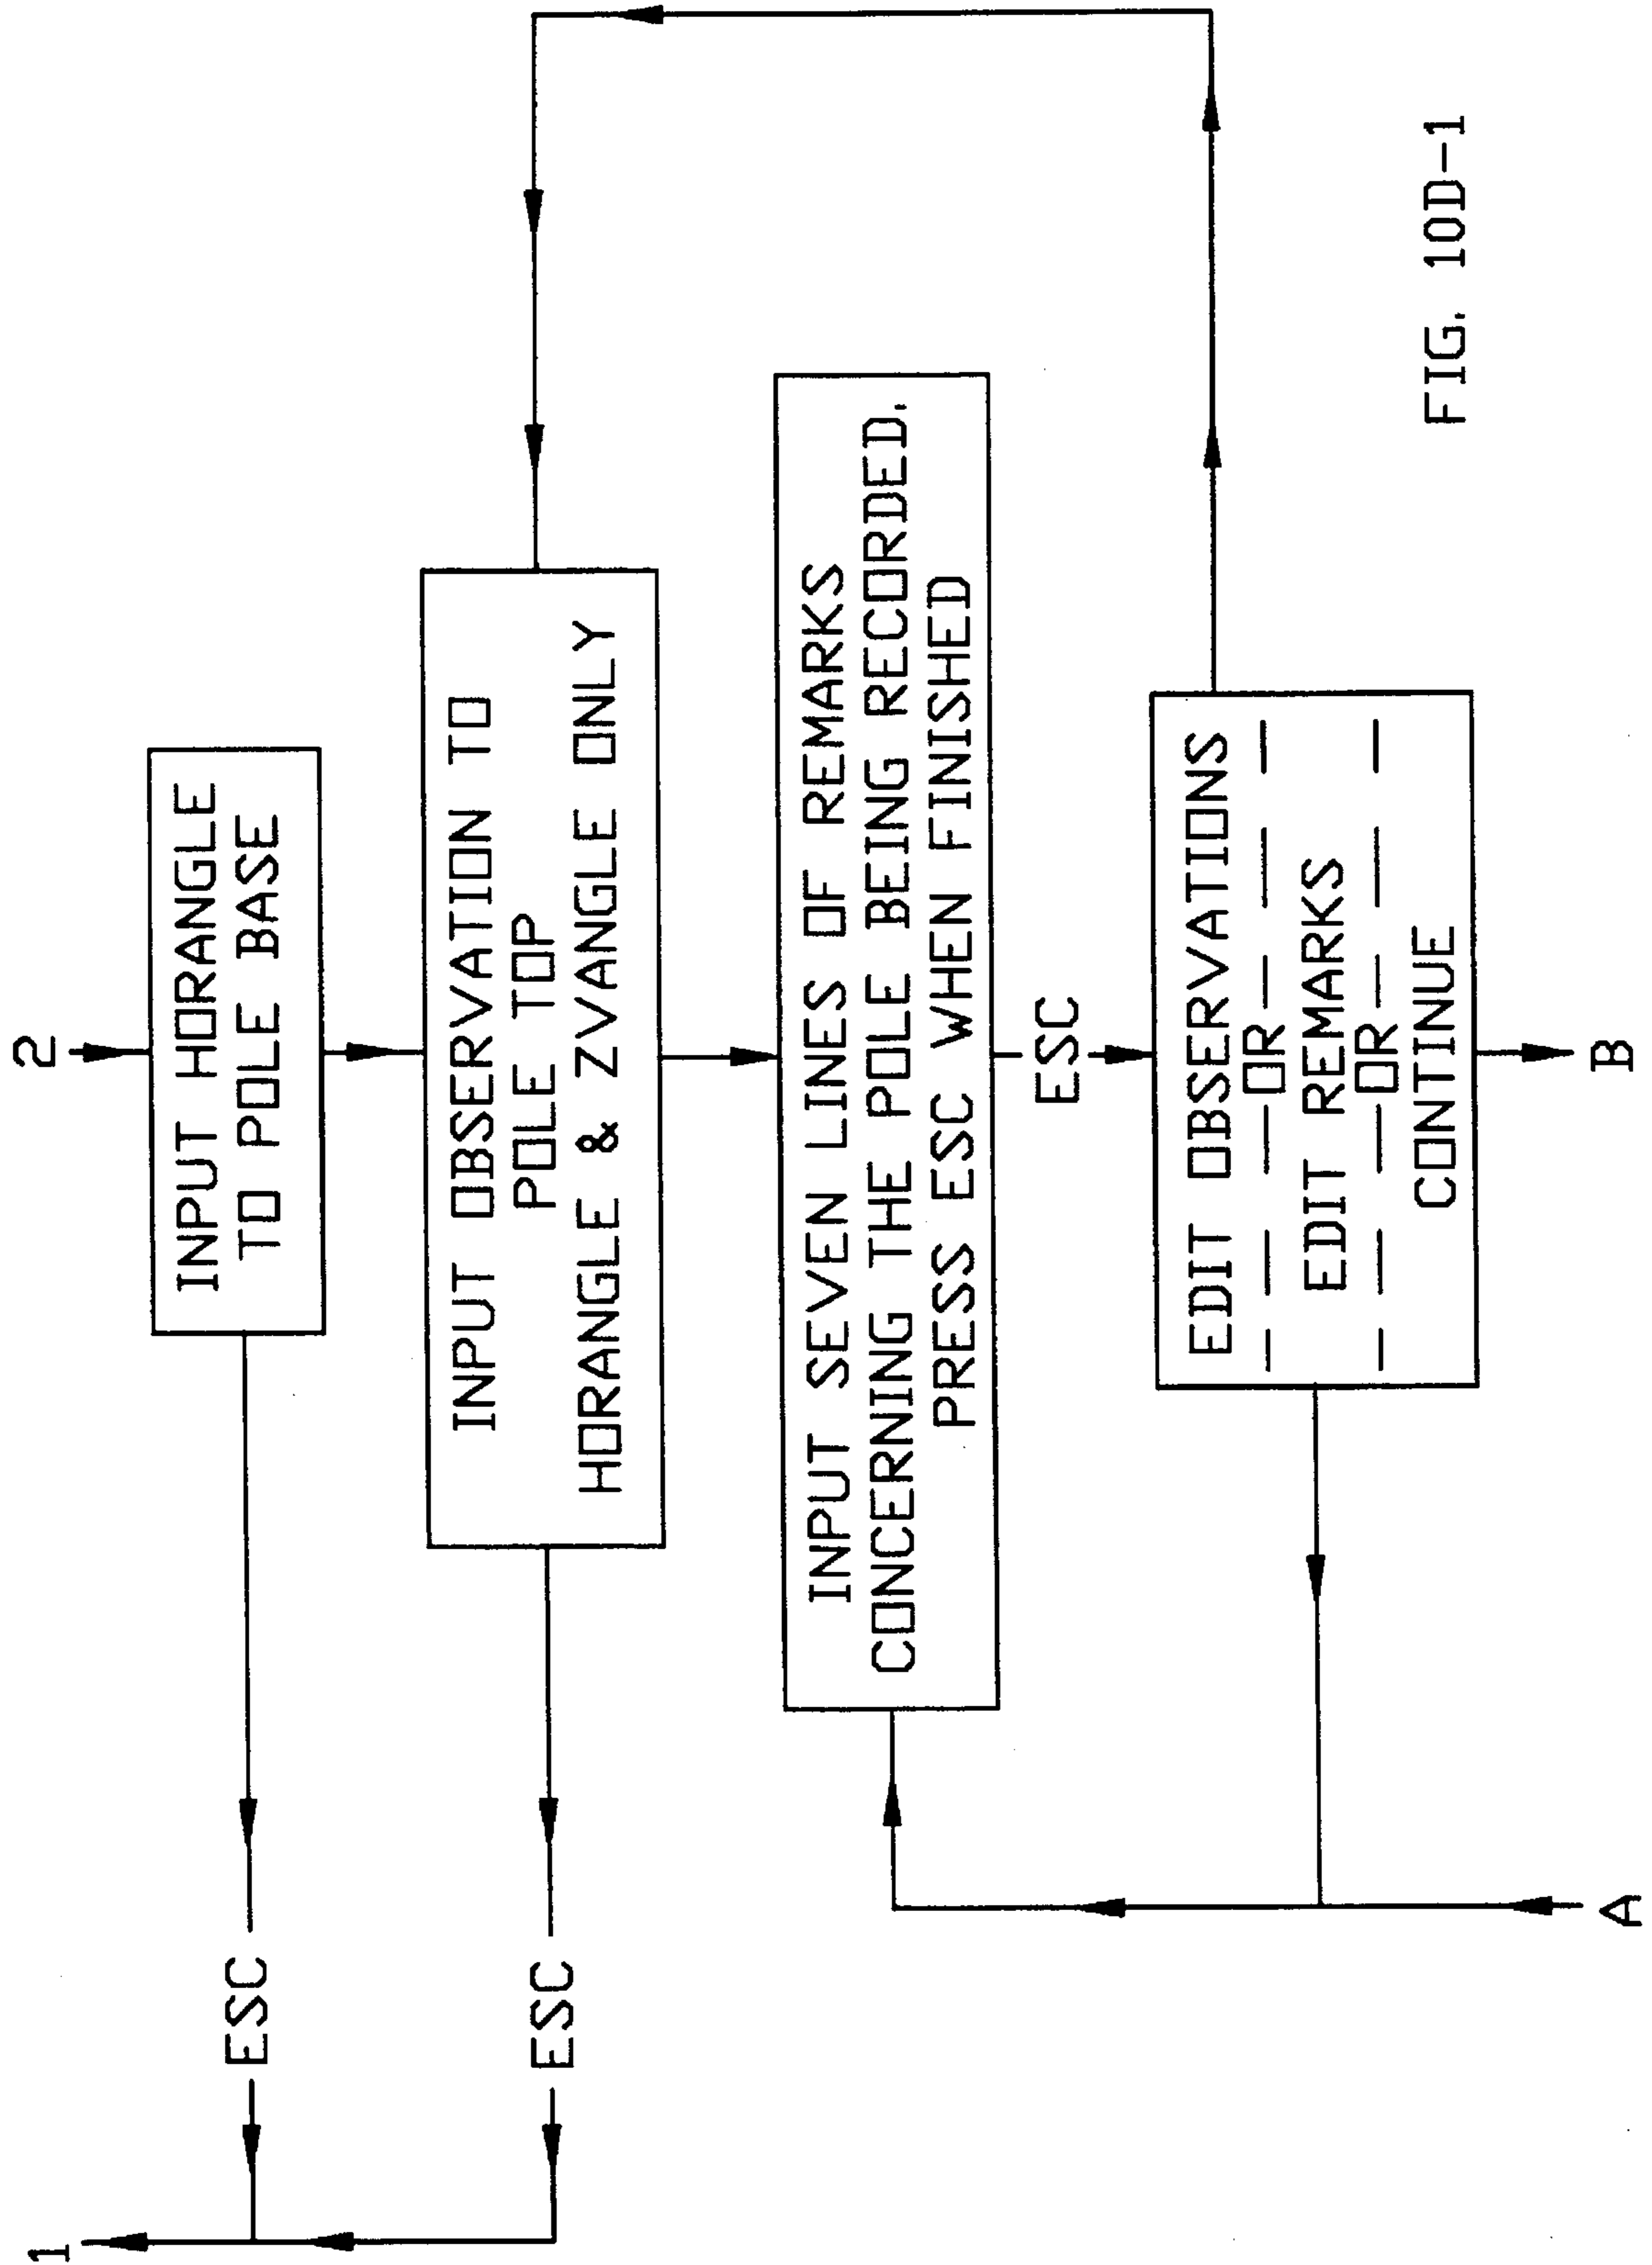 1
2
INPUT HORANGLE
TO POLE BASE
ESC
INPUT OBSERVATION TO
POLE TOP
HORANGLE & ZVANGLE ONLY
ESC
INPUT SEVEN LINES OF REMARKS
CONCERNING THE POLE BEING RECORDED.
PRESS ESC WHEN FINISHED
ESC
EDIT OBSERVATIONS
OR
EDIT REMARKS
OR
CONTINUE
A
B
FIG. 10D-1